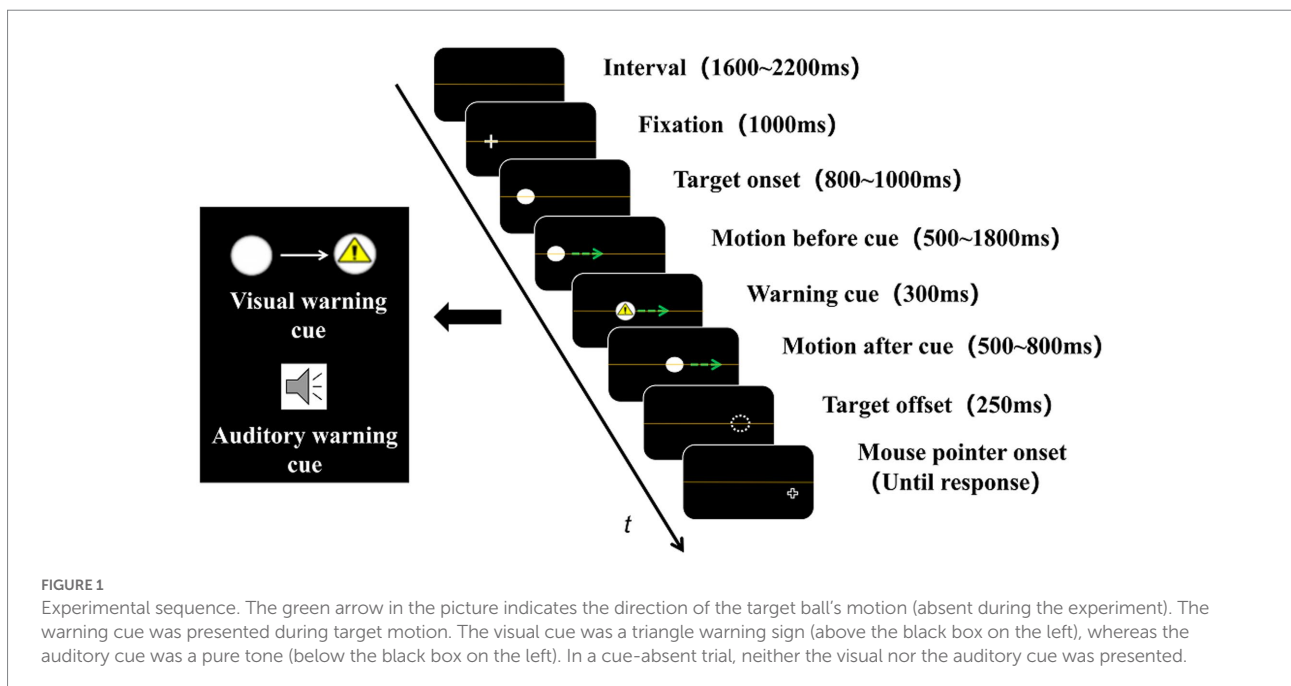 Interval (1600~2200ms)
Fixation (1000ms)
Target onset (800~1000ms)
Motion before cue (500~1800ms)
Warning cue (300ms)
Motion after cue (500~800ms)
Target offset (250ms)
Mouse pointer onset
(Until response)
Visual warning
cue
Auditory warning
cue
t
FIGURE 1
Experimental sequence. The green arrow in the picture indicates the direction of the target ball's motion (absent during the experiment). The
warning cue was presented during target motion. The visual cue was a triangle warning sign (above the black box on the left), whereas the
auditory cue was a pure tone (below the black box on the left). In a cue-absent trial, neither the visual nor the auditory cue was presented.